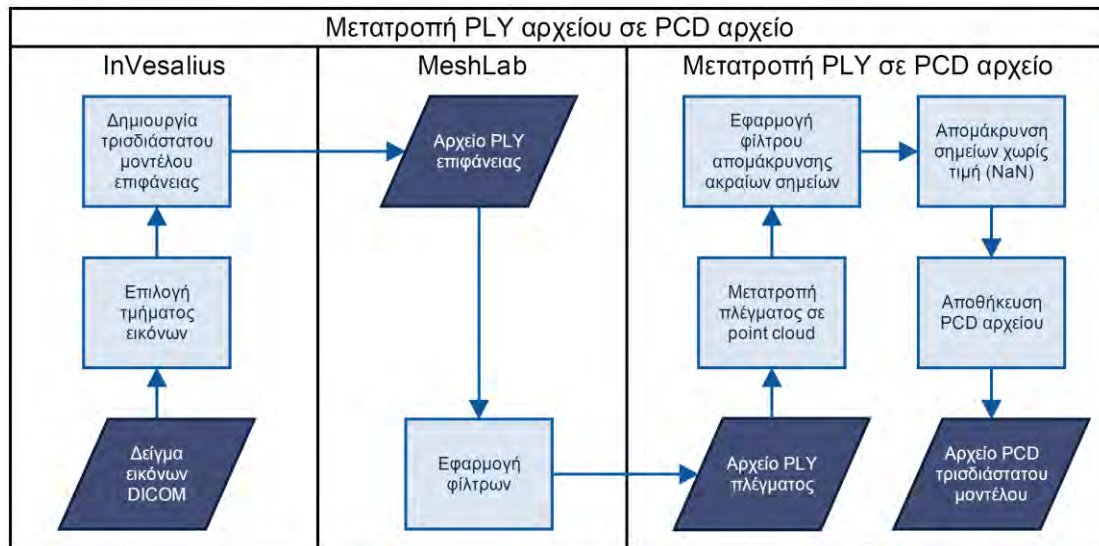 Μετατροπή PLY αρχείου σε PCD αρχείο
InVesalius
Δημιουργία
τρισδιάστατου
μοντέλου
επιφάνειας
Επιλογή
τμήματος
εικόνων
Δείγμα
εικόνων
DICOM
MeshLab
Αρχείο PLY
επιφάνειας
Εφαρμογή
φίλτρων
Μετατροπή PLY σε PCD αρχείο
Εφαρμογή
φίλτρου
απομάκρυνσης
ακραίων σημείων
Απομάκρυνση
σημείων χωρίς
τιμή (NaN)
Μετατροπή
πλέγματος σε
point cloud
Αποθήκευση
PCD αρχείου
Αρχείο PLY
πλέγματος
Αρχείο PCD
τρισδιάστατου
μοντέλου